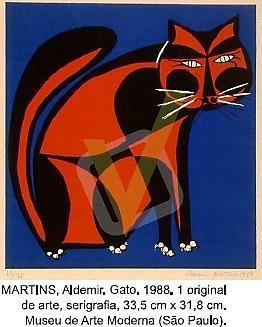 MARTINS, Aldemir. Gato. 1988. 1 original
de arte, serigrafia, 33,5 cm x 31,8 cm.
Museu de Arte Moderna (São Paulo).